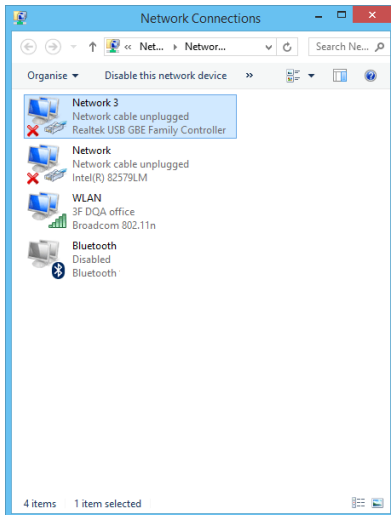 Network Connections
« Net... Networ... Search Ne...
Organise Disable this network device »
Network 3
Network cable unplugged
Realtek USB GBE Family Controller
Network
Network cable unplugged
Intel(R) 82579LM
WLAN
3F DQA office
Broadcom 802.11n
Bluetooth
Disabled
Bluetooth
4 items 1 item selected